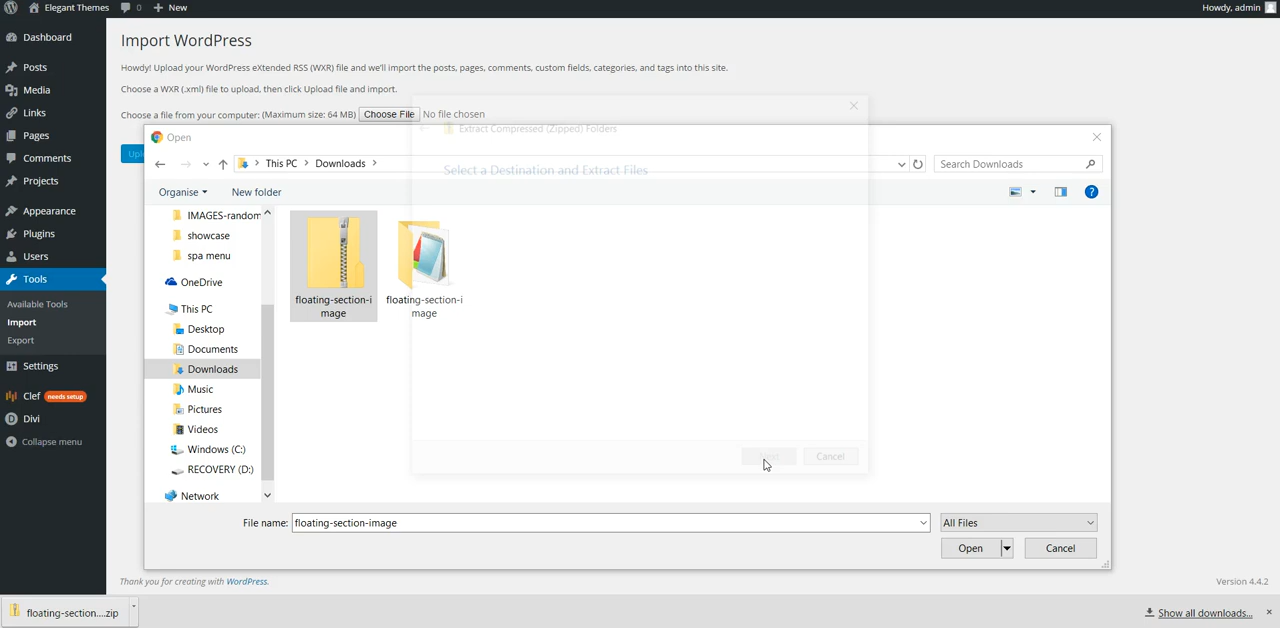 Elegant Themes 0 New Howdy, admin
Dashboard
Posts
Media
Links
Pages
Comments
Projects
Appearance
Plugins
Users
Tools
Available Tools
Import
Export
Settings
Clef needs setup
Divi
Collapse menu
Import WordPress
Howdy! Upload your WordPress eXtended RSS (WXR) file and we'll import the posts, pages, comments, custom fields, categories, and tags into this site.
Choose a WXR (.xml) file to upload, then click Upload file and import.
Choose a file from your computer: (Maximum size: 64 MB) Choose File No file chosen
Open
This PC Downloads Search Downloads
Organise New folder
IMAGES-random
showcase
spa menu
OneDrive
This PC
Desktop
Documents
Downloads
Music
Pictures
Videos
Windows (C:)
RECOVERY (D:)
Network
floating-section-i
mage
floating-section-i
mage
Extract Compressed (Zipped) Folders
Select a Destination and Extract Files
Cancel
File name: floating-section-image All Files
Open Cancel
Thank you for creating with WordPress. Version 4.4.2
floating-section....zip Show all downloads...